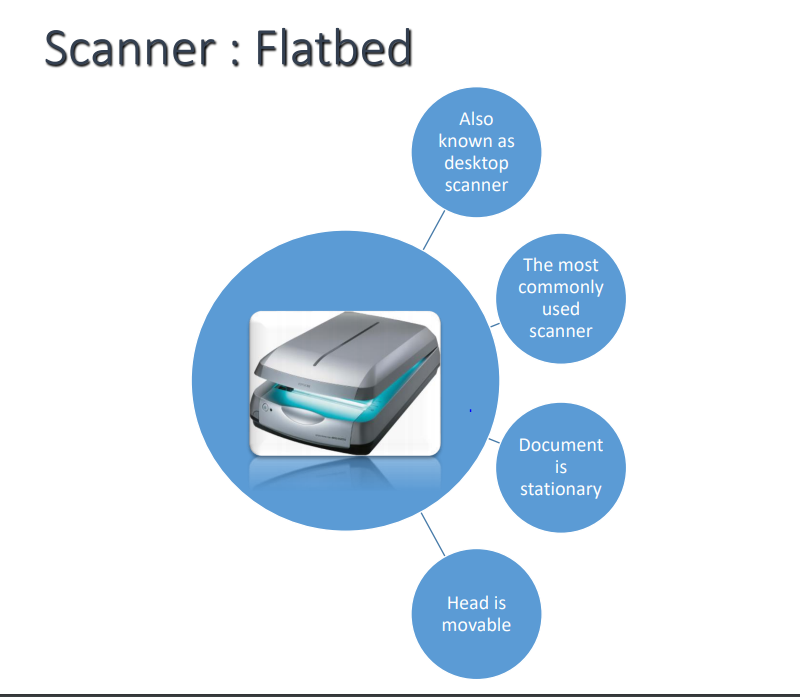 Scanner : Flatbed
Also
known as
desktop
scanner
The most
commonly
used
scanner
Document
is
stationary
Head is
movable